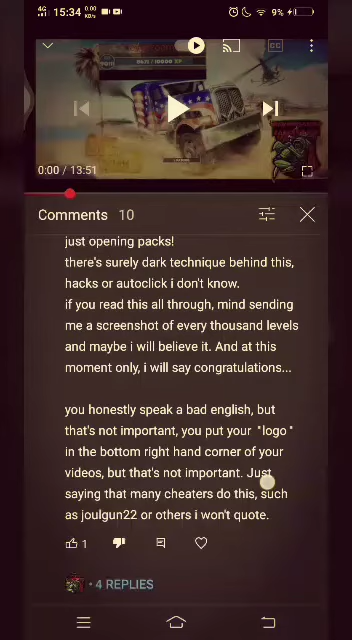 4G 15:34 0.00 KB/S 9%
CC
0615 / 10000 XP
0:00 / 13:51
Comments 10
just opening packs!
there's surely dark technique behind this,
hacks or autoclick i don't know.
if you read this all through, mind sending
me a screenshot of every thousand levels
and maybe i will believe it. And at this
moment only, i will say congratulations...
you honestly speak a bad english, but
that's not important, you put your "logo"
in the bottom right hand corner of your
videos, but that's not important. Just
saying that many cheaters do this, such
as joulgun22 or others i won't quote.
1
• 4 REPLIES